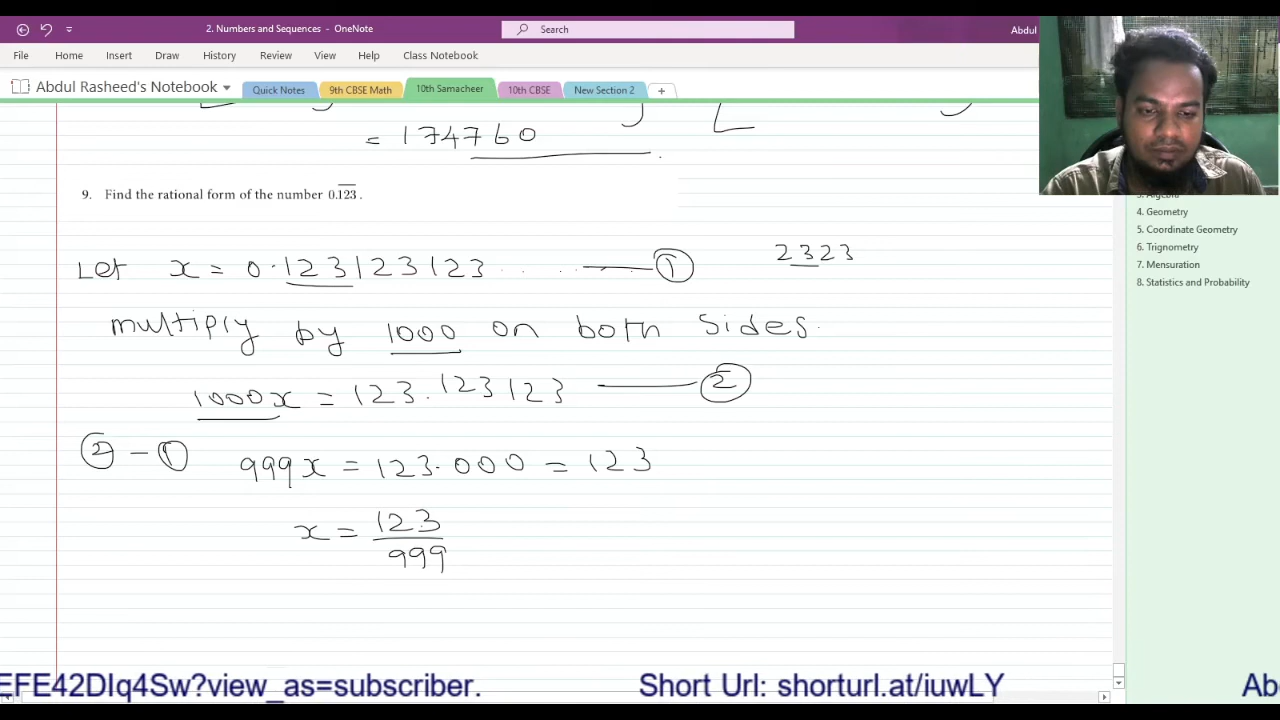 2. Numbers and Sequences - OneNote
Search
Abdul
File Home Insert Draw History Review View Help Class Notebook
Abdul Rasheed's Notebook Quick Notes 9th CBSE Math 10th Samacheer 10th CBSE New Section 2 +
= 174760
9. Find the rational form of the number 0.1̅2̅3̅.
4. Geometry
5. Coordinate Geometry
6. Trignometry
7. Mensuration
8. Statistics and Probability
2323
Let x = 0.123123123..... ①
multiply by 1000 on both sides.
1000x = 123.123123 ②
② - ① 999x = 123.000 = 123
x = 123
999
EFE42DIq4Sw?view_as=subscriber. Short Url: shorturl.at/iuwLY Ab